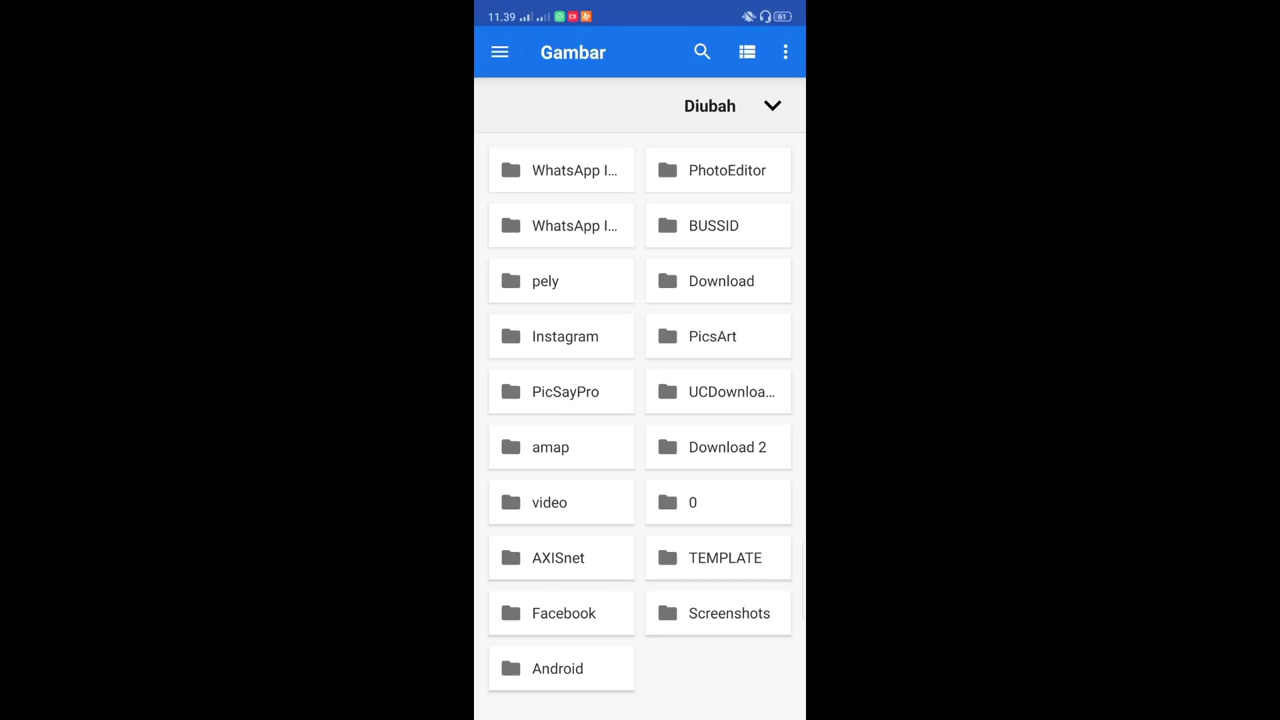 11.39
61
Gambar
Diubah
WhatsApp I...
PhotoEditor
WhatsApp I...
BUSSID
pely
Download
Instagram
PicsArt
PicSayPro
UCDownloa...
amap
Download 2
video
0
AXISnet
TEMPLATE
Facebook
Screenshots
Android